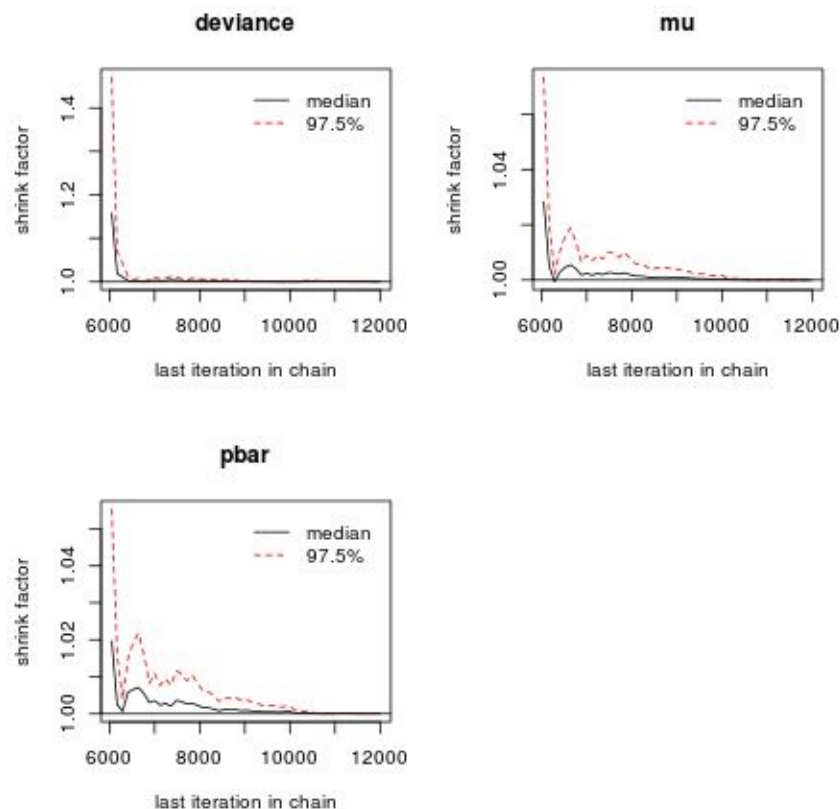 deviance
shrink factor
1.0 1.2 1.4
median
97.5%
6000 8000 10000 12000
last iteration in chain
mu
shrink factor
1.00 1.04
median
97.5%
6000 8000 10000 12000
last iteration in chain
pbar
shrink factor
1.00 1.02 1.04
median
97.5%
6000 8000 10000 12000
last iteration in chain